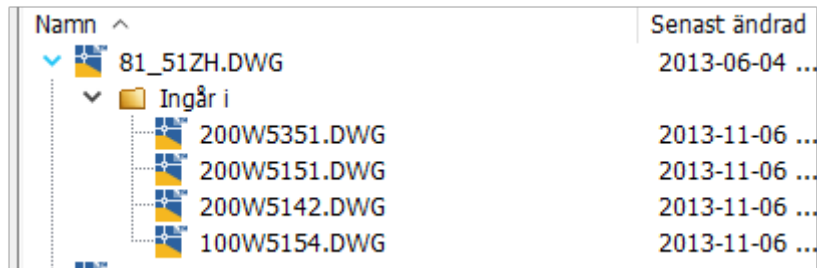 Namn Senast ändrad
81_51ZH.DWG 2013-06-04 ...
Ingår i
200W5351.DWG 2013-11-06 ...
200W5151.DWG 2013-11-06 ...
200W5142.DWG 2013-11-06 ...
100W5154.DWG 2013-11-06 ...